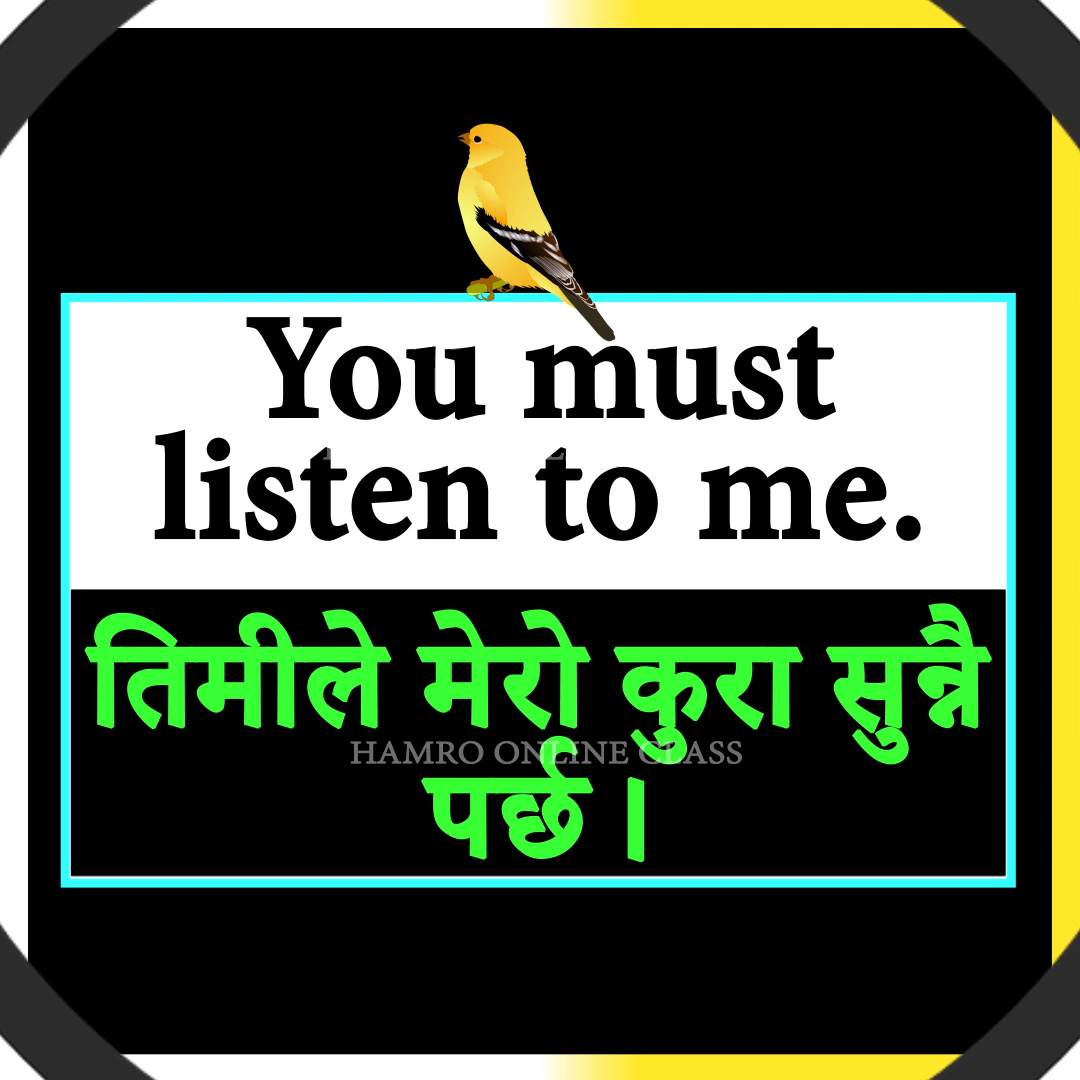 You must
listen to me.
तिमीले मेरो कुरा सुन्नै
HAMRO ONLINE CLASS
पर्छ ।